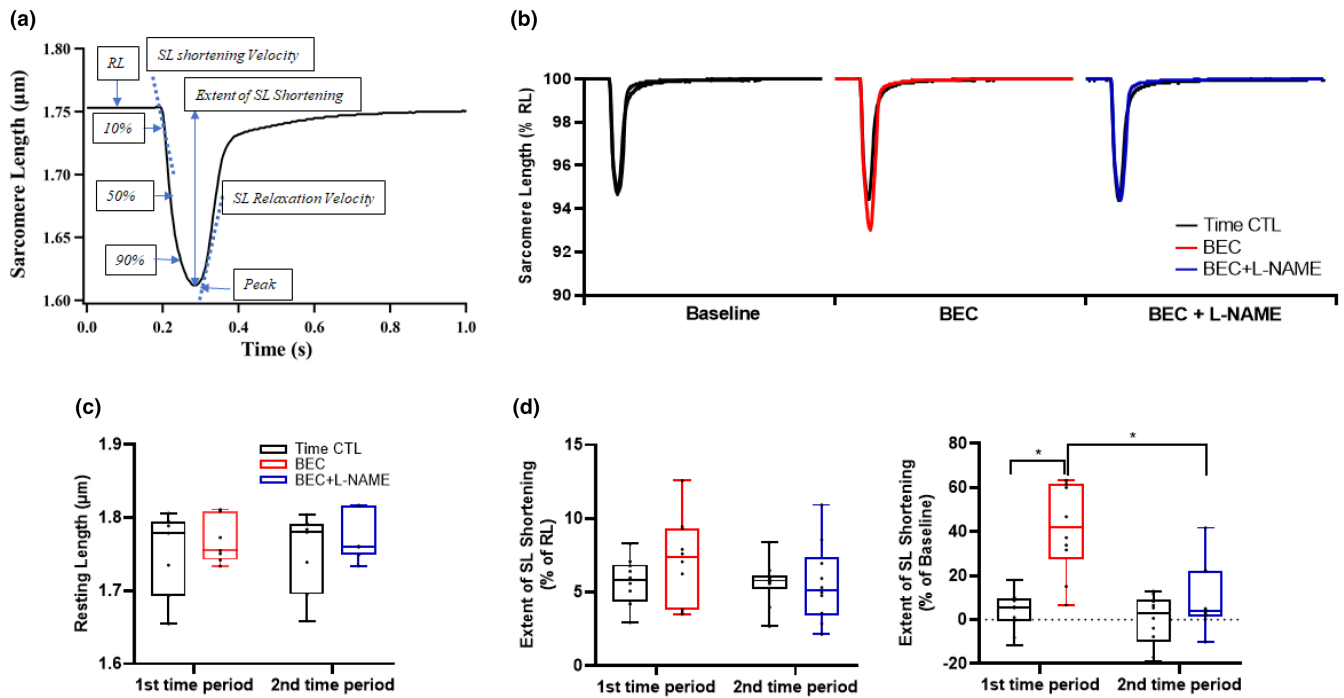 (a)
1.80
1.75
1.70
1.65
1.60
Sarcomere Length (µm)
RL
SL shortening Velocity
Extent of SL Shortening
10%
50%
SL Relaxation Velocity
90%
Peak
0.0 0.2 0.4 0.6 0.8 1.0
Time (s)
(b)
100
98
96
94
92
90
Sarcomere Length (% RL)
Time CTL
BEC
BEC+L-NAME
Baseline BEC BEC + L-NAME
(c)
1.9
1.8
1.7
1.6
Resting Length (µm)
Time CTL
BEC
BEC+L-NAME
1st time period 2nd time period
(d)
15
10
5
0
Extent of SL Shortening
(% of RL)
1st time period 2nd time period
80
60
40
20
0
-20
Extent of SL Shortening
(% of Baseline)
*
*
1st time period 2nd time period